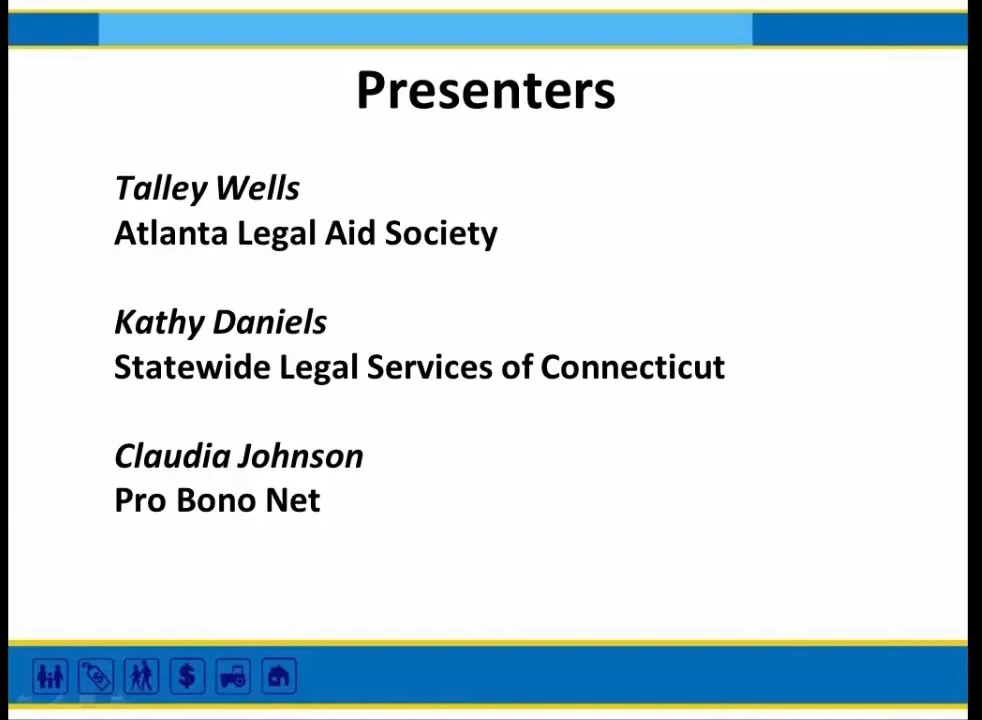 Presenters
Talley Wells
Atlanta Legal Aid Society
Kathy Daniels
Statewide Legal Services of Connecticut
Claudia Johnson
Pro Bono Net
$